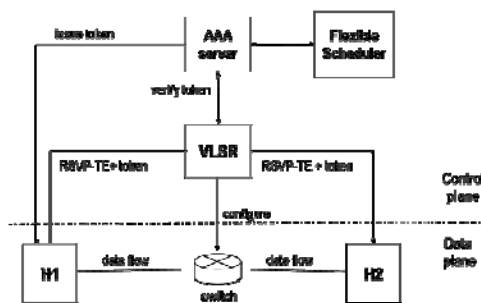 issue token
AAA
server
Flexible
Scheduler
verify token
VLSR
RSVP-TE+ token
RSVP-TE + token
Control
plane
configure
Data
plane
H1
data flow
data flow
H2
switch